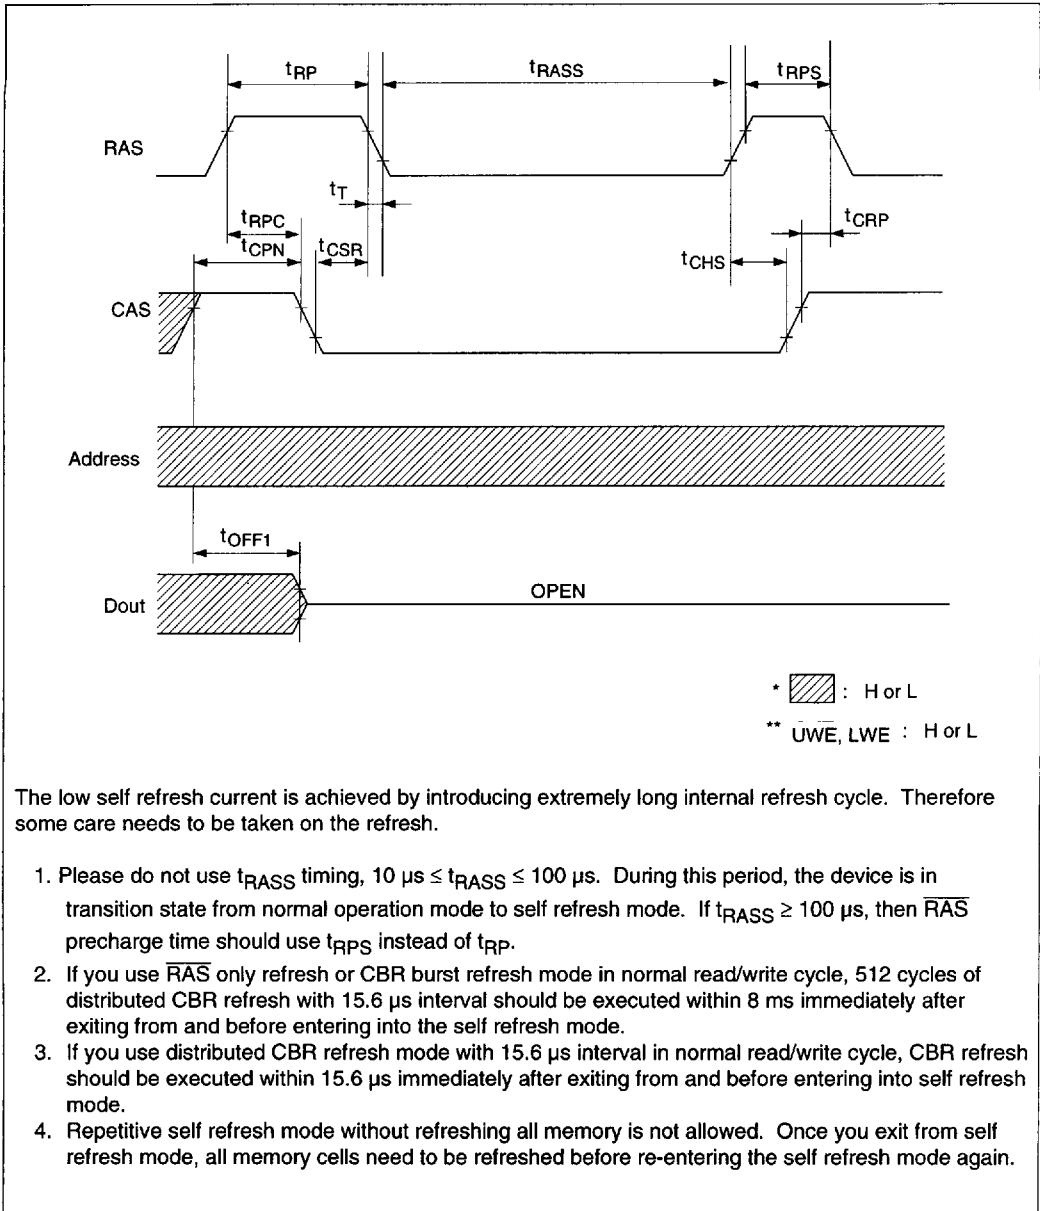 tRP
tRASS
tRPS
RAS
tT
tRPC
tCRP
tCPN
tCSR
tCHS
CAS
Address
tOFF1
Dout
OPEN
* : H or L
** UWE, LWE : H or L
The low self refresh current is achieved by introducing extremely long internal refresh cycle. Therefore
some care needs to be taken on the refresh.
1. Please do not use tRASS timing, 10 µs ≤ tRASS ≤ 100 µs. During this period, the device is in
transition state from normal operation mode to self refresh mode. If tRASS ≥ 100 µs, then RAS
precharge time should use tRPS instead of tRP.
2. If you use RAS only refresh or CBR burst refresh mode in normal read/write cycle, 512 cycles of
distributed CBR refresh with 15.6 µs interval should be executed within 8 ms immediately after
exiting from and before entering into the self refresh mode.
3. If you use distributed CBR refresh mode with 15.6 µs interval in normal read/write cycle, CBR refresh
should be executed within 15.6 µs immediately after exiting from and before entering into self refresh
mode.
4. Repetitive self refresh mode without refreshing all memory is not allowed. Once you exit from self
refresh mode, all memory cells need to be refreshed before re-entering the self refresh mode again.